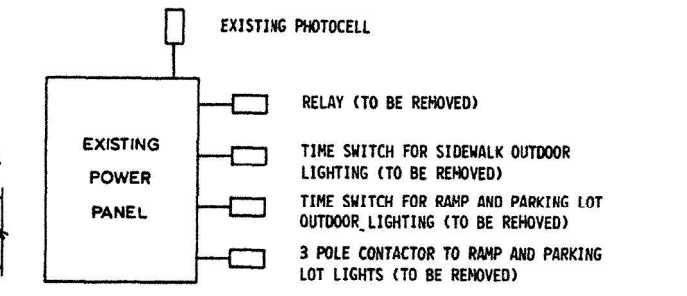 EXISTING PHOTOCELL
RELAY (TO BE REMOVED)
EXISTING
POWER
PANEL
TIME SWITCH FOR SIDEWALK OUTDOOR
LIGHTING (TO BE REMOVED)
TIME SWITCH FOR RAMP AND PARKING LOT
OUTDOOR LIGHTING (TO BE REMOVED)
3 POLE CONTACTOR TO RAMP AND PARKING
LOT LIGHTS (TO BE REMOVED)